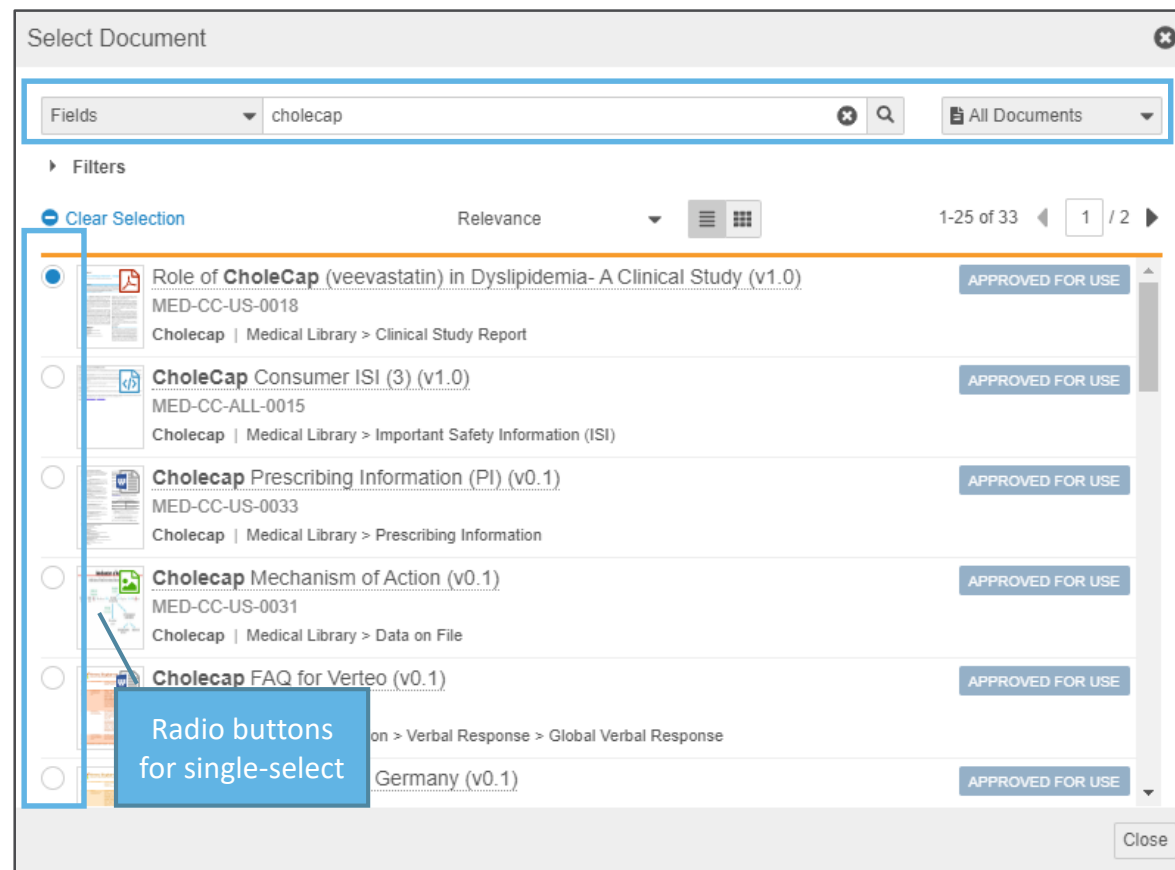 Select Document
Fields cholecap All Documents
Filters
Clear Selection Relevance 1-25 of 33 1 / 2
Role of CholeCap (veevastatin) in Dyslipidemia- A Clinical Study (v1.0) APPROVED FOR USE
MED-CC-US-0018
Cholecap | Medical Library > Clinical Study Report
CholeCap Consumer ISI (3) (v1.0) APPROVED FOR USE
MED-CC-ALL-0015
Cholecap | Medical Library > Important Safety Information (ISI)
Cholecap Prescribing Information (PI) (v0.1) APPROVED FOR USE
MED-CC-US-0033
Cholecap | Medical Library > Prescribing Information
Cholecap Mechanism of Action (v0.1) APPROVED FOR USE
MED-CC-US-0031
Cholecap | Medical Library > Data on File
Cholecap FAQ for Verteo (v0.1) APPROVED FOR USE
on > Verbal Response > Global Verbal Response
Germany (v0.1) APPROVED FOR USE
Radio buttons
for single-select
Close